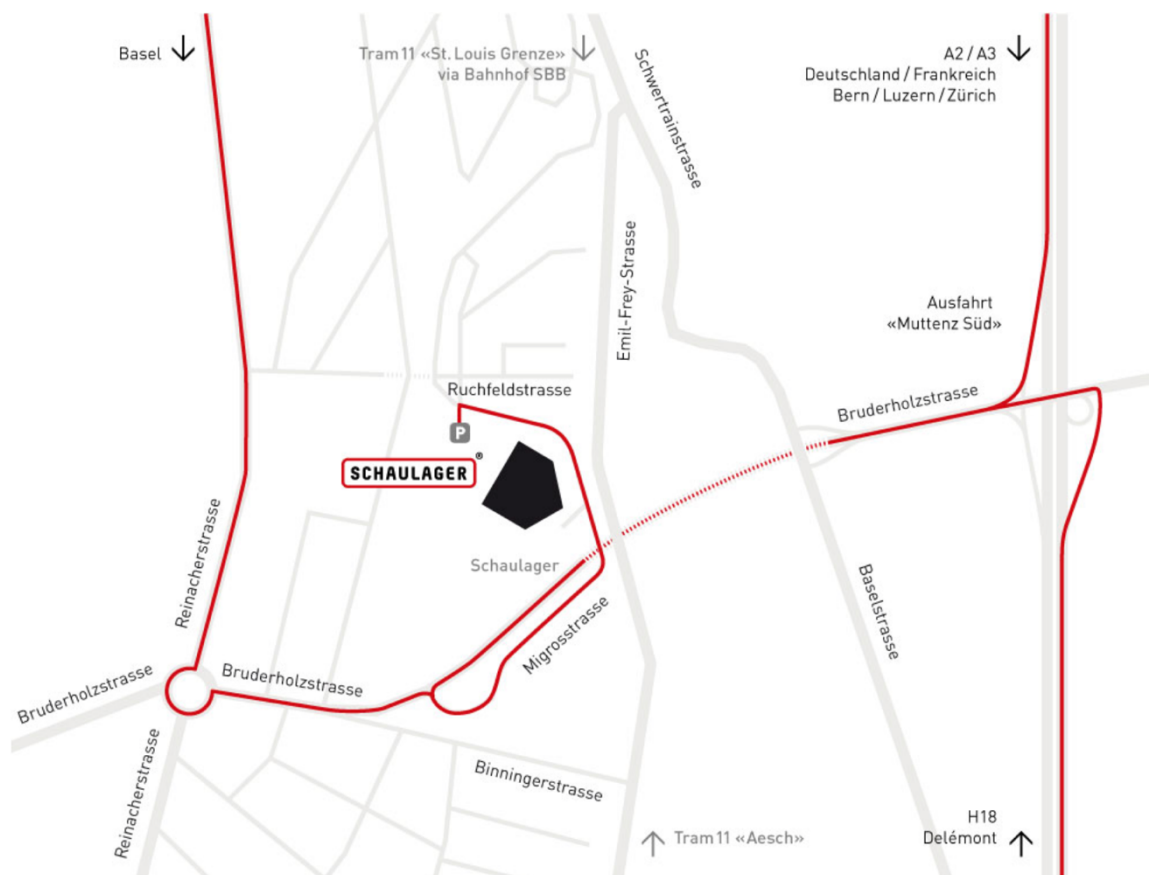 Basel
Tram 11 «St. Louis Grenze»
via Bahnhof SBB
Schwertrainstrasse
A2 / A3
Deutschland / Frankreich
Bern / Luzern / Zürich
Emil-Frey-Strasse
Ausfahrt
«Muttenz Süd»
Ruchfeldstrasse
Bruderholzstrasse
P
SCHAULAGER®
Reinacherstrasse
Schaulager
Baselstrasse
Migrosstrasse
Bruderholzstrasse
Bruderholzstrasse
Reinacherstrasse
Binningerstrasse
Tram 11 «Aesch»
H18
Delémont